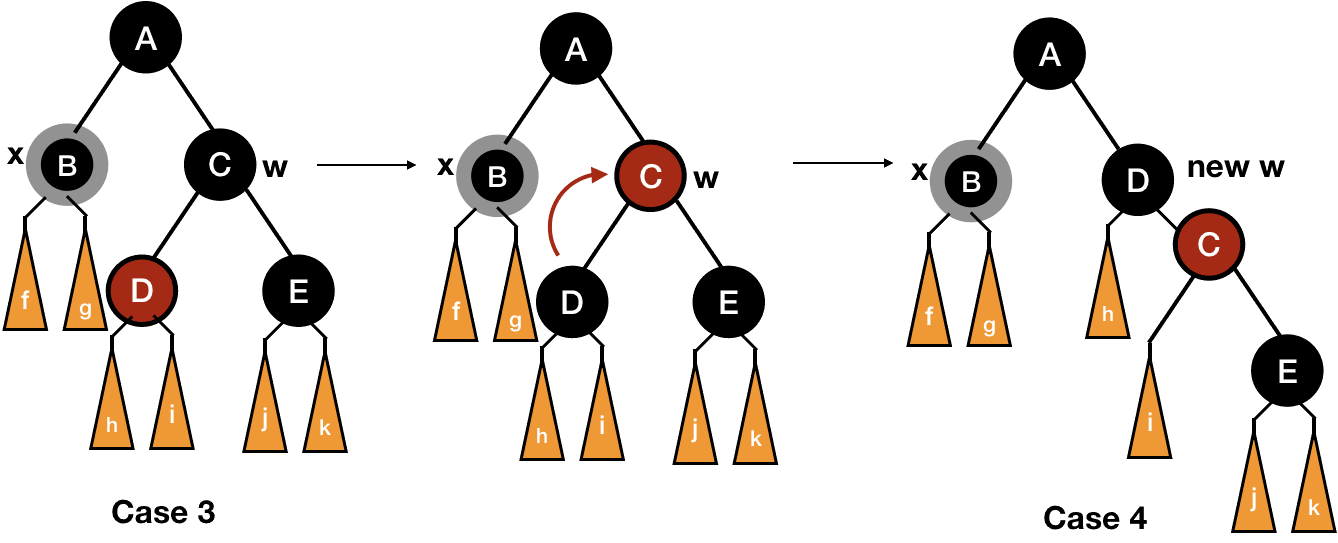 A
x B C w
D E
f g
h i j k
Case 3
A
x B C w
D E
f g
h i j k
A
x B D new w
C
f g h
E
i
j k
Case 4